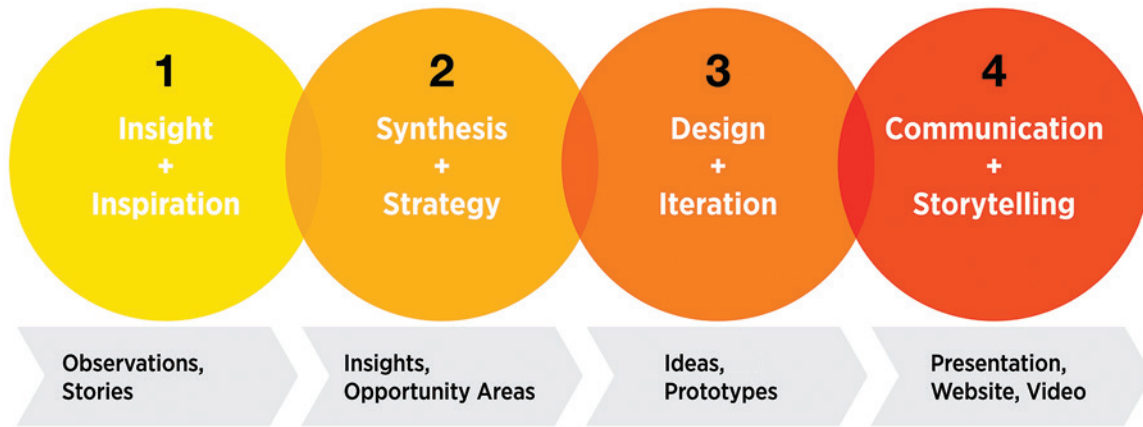 1
Insight
+
Inspiration
2
Synthesis
+
Strategy
3
Design
+
Iteration
4
Communication
+
Storytelling
Observations,
Stories
Insights,
Opportunity Areas
Ideas,
Prototypes
Presentation,
Website, Video